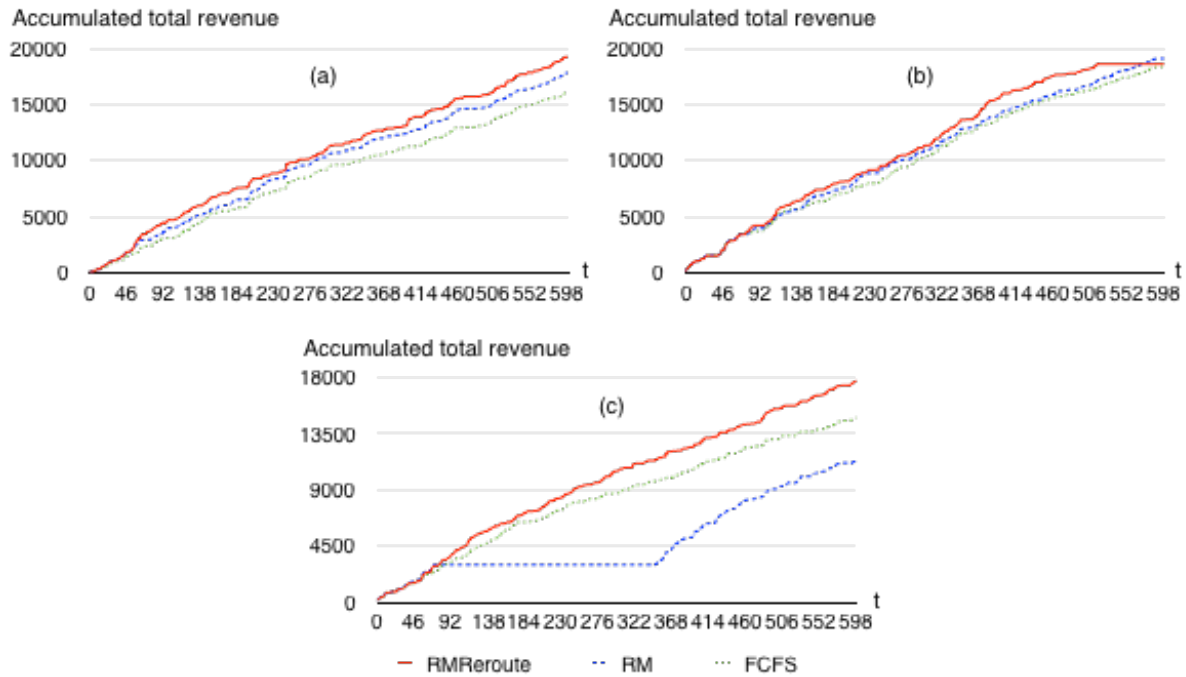 Accumulated total revenue
20000
(a)
15000
10000
5000
0
t
0 46 92 138 184 230 276 322 368 414 460 506 552 598
Accumulated total revenue
20000
(b)
15000
10000
5000
0
t
0 46 92 138 184 230 276 322 368 414 460 506 552 598
Accumulated total revenue
18000
(c)
13500
9000
4500
0
t
0 46 92 138 184 230 276 322 368 414 460 506 552 598
RMReroute RM FCFS